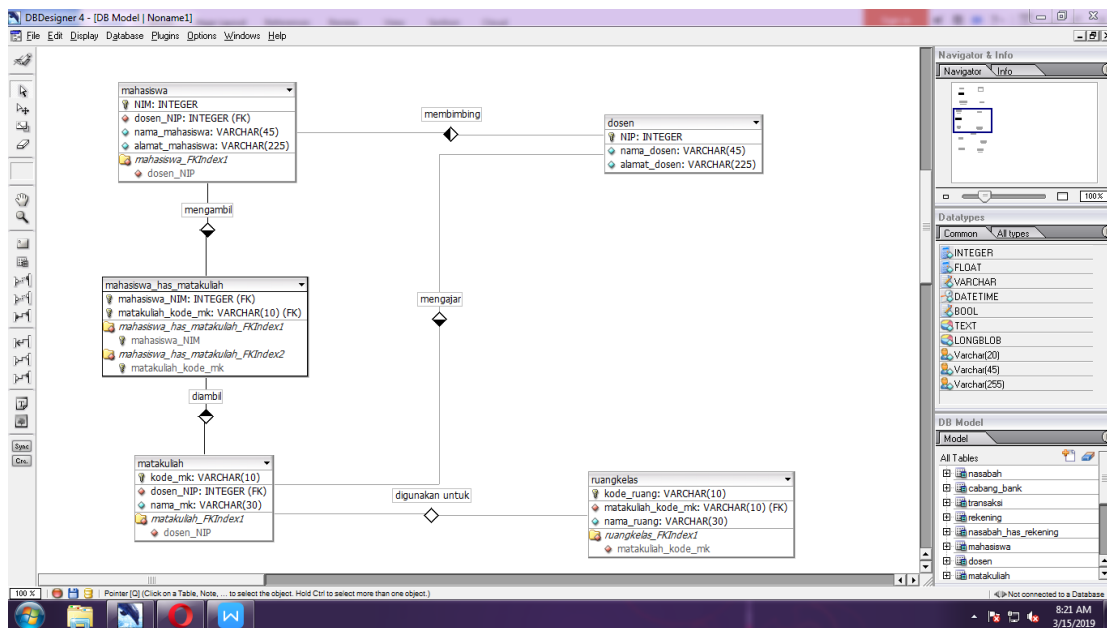 DBDesigner 4 - [DB Model | Noname1]
File Edit Display Database Plugins Options Windows Help
mahasiswa
NIM: INTEGER
dosen_NIP: INTEGER (FK)
nama_mahasiswa: VARCHAR(45)
alamat_mahasiswa: VARCHAR(225)
mahasiswa_FKIndex1
dosen_NIP
membimbing
dosen
NIP: INTEGER
nama_dosen: VARCHAR(45)
alamat_dosen: VARCHAR(225)
mengambil
mahasiswa_has_matakuliah
mahasiswa_NIM: INTEGER (FK)
matakuliah_kode_mk: VARCHAR(10) (FK)
mahasiswa_has_matakuliah_FKIndex1
mahasiswa_NIM
mahasiswa_has_matakuliah_FKIndex2
matakuliah_kode_mk
mengajar
diambil
matakuliah
kode_mk: VARCHAR(10)
dosen_NIP: INTEGER (FK)
nama_mk: VARCHAR(30)
matakuliah_FKIndex1
dosen_NIP
digunakan untuk
ruangkelas
kode_ruang: VARCHAR(10)
matakuliah_kode_mk: VARCHAR(10) (FK)
nama_ruang: VARCHAR(30)
ruangkelas_FKIndex1
matakuliah_kode_mk
Navigator & Info
Navigator Info
100%
Datatypes
Common All types
INTEGER
FLOAT
VARCHAR
DATETIME
BOOL
TEXT
LONGBLOB
Varchar(20)
Varchar(45)
Varchar(255)
DB Model
Model
All Tables
nasabah
cabang_bank
transaksi
rekening
nasabah_has_rekening
mahasiswa
dosen
matakuliah
Sync
100 % Pointer [Q] (Click on a Table, Note, ... to select the object. Hold Ctrl to select more than one object.)
Not connected to a Database
8:21 AM
3/15/2019